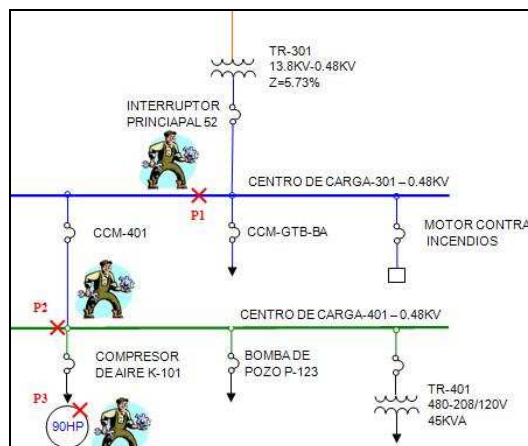 TR-301
13.8KV-0.48KV
Z=5.73%
INTERRUPTOR
PRINCIAPAL 52
CENTRO DE CARGA-301 – 0.48KV
P1
CCM-401
CCM-GTB-BA
MOTOR CONTRA
INCENDIOS
P2
CENTRO DE CARGA-401 – 0.48KV
COMPRESOR
DE AIRE K-101
BOMBA DE
POZO P-123
TR-401
480-208/120V
45KVA
P3
90HP